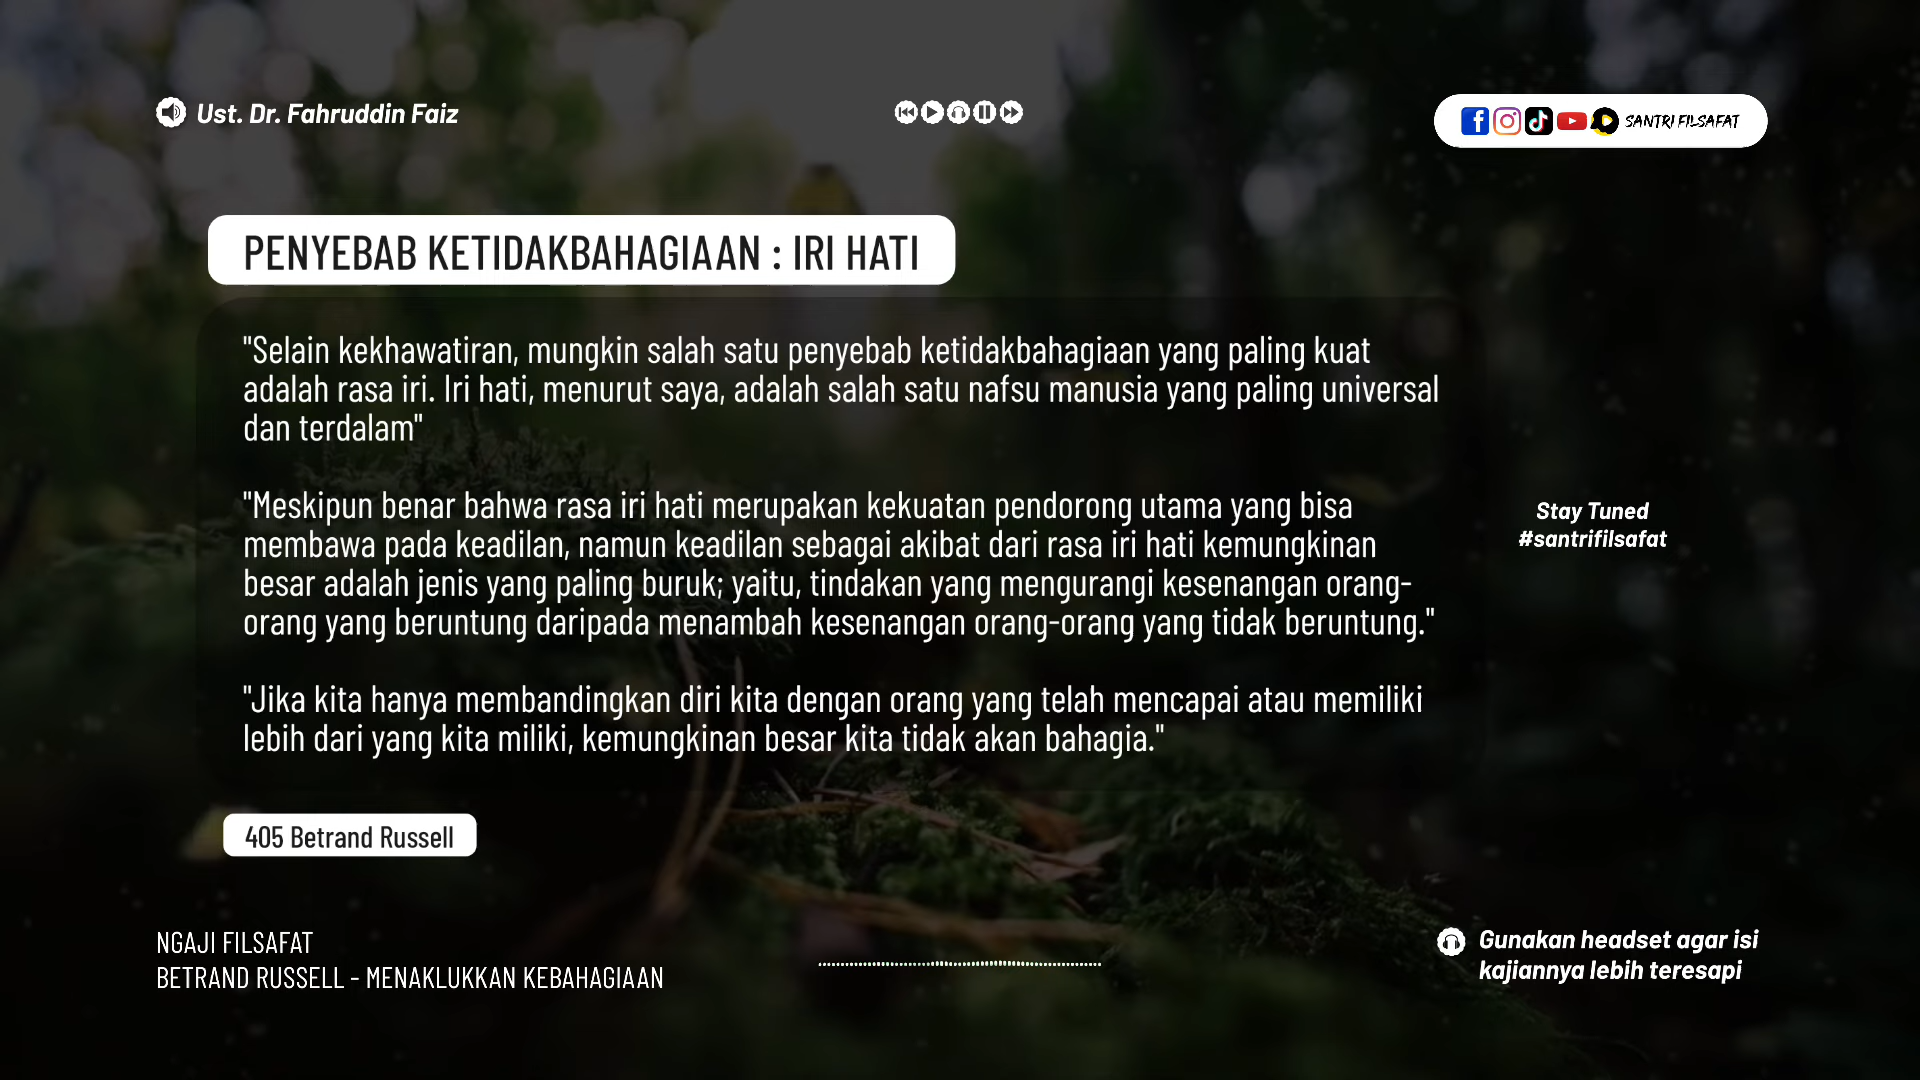 Ust. Dr. Fahruddin Faiz
SANTRI FILSAFAT
PENYEBAB KETIDAKBAHAGIAAN : IRI HATI
"Selain kekhawatiran, mungkin salah satu penyebab ketidakbahagiaan yang paling kuat
adalah rasa iri. Iri hati, menurut saya, adalah salah satu nafsu manusia yang paling universal
dan terdalam"
"Meskipun benar bahwa rasa iri hati merupakan kekuatan pendorong utama yang bisa
membawa pada keadilan, namun keadilan sebagai akibat dari rasa iri hati kemungkinan
besar adalah jenis yang paling buruk; yaitu, tindakan yang mengurangi kesenangan orang-
orang yang beruntung daripada menambah kesenangan orang-orang yang tidak beruntung."
"Jika kita hanya membandingkan diri kita dengan orang yang telah mencapai atau memiliki
lebih dari yang kita miliki, kemungkinan besar kita tidak akan bahagia."
Stay Tuned
#santrifilsafat
405 Betrand Russell
NGAJI FILSAFAT
BETRAND RUSSELL - MENAKLUKKAN KEBAHAGIAAN
Gunakan headset agar isi
kajiannya lebih teresapi